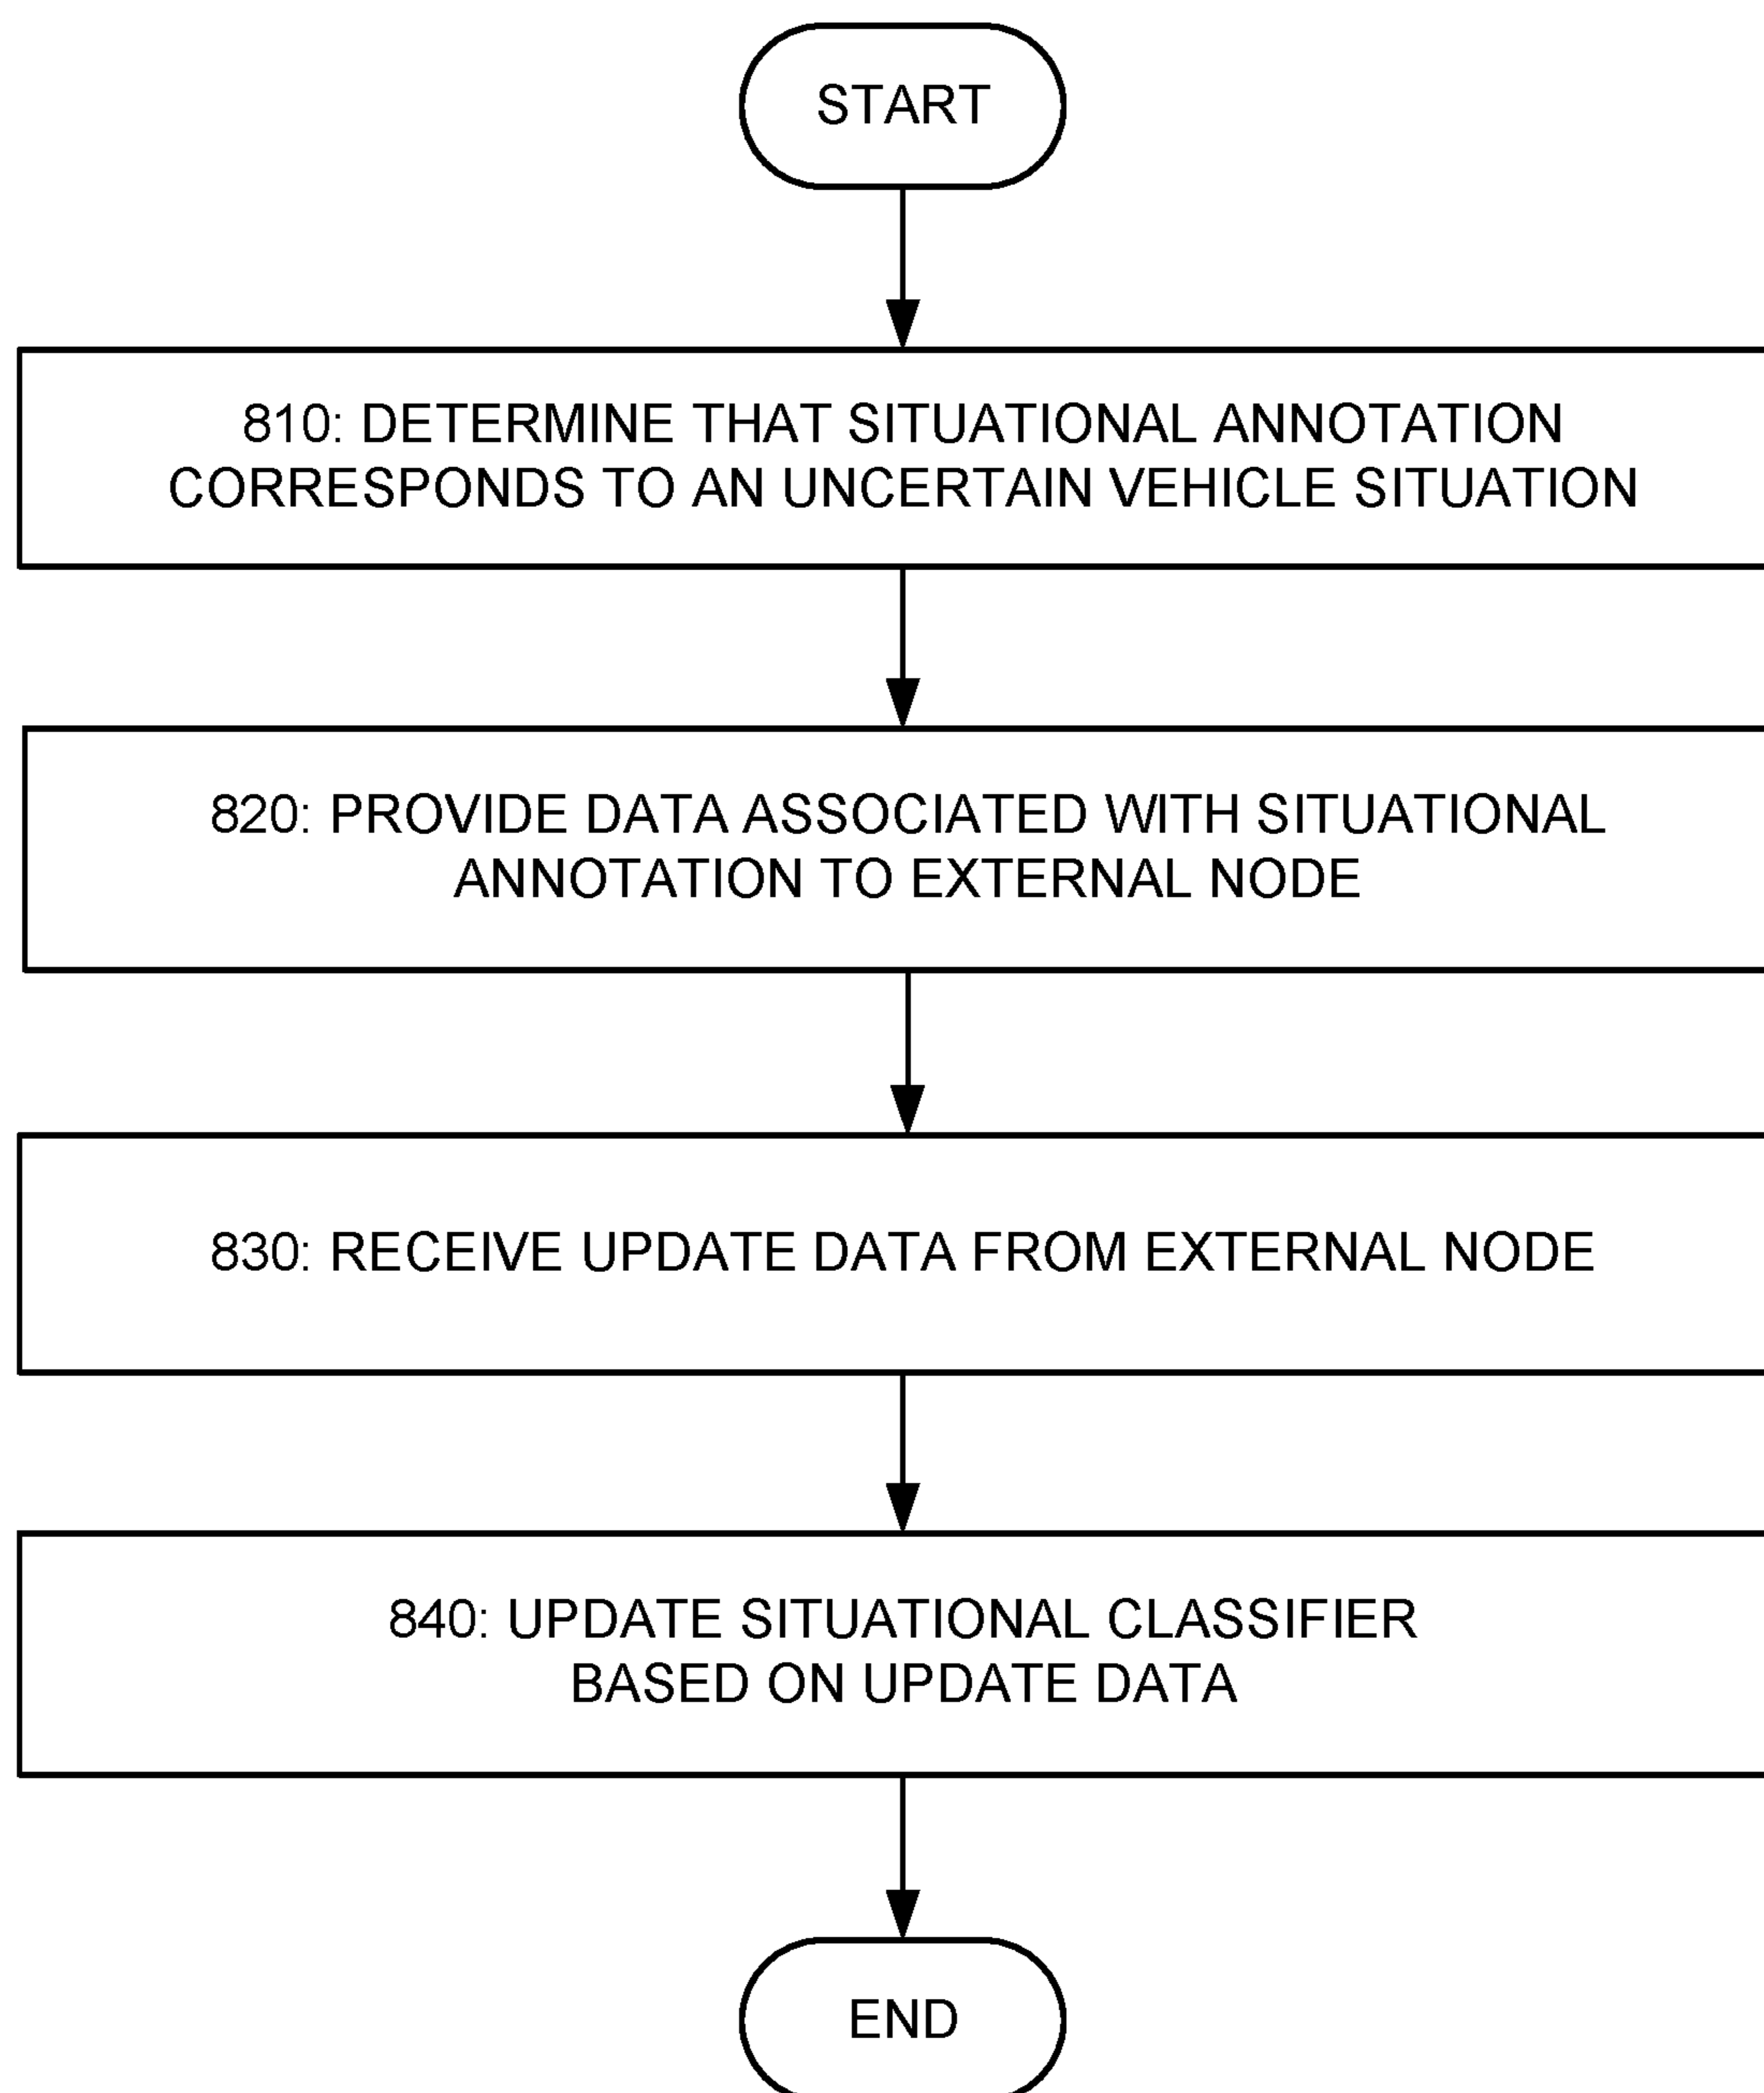 START
810: DETERMINE THAT SITUATIONAL ANNOTATION
CORRESPONDS TO AN UNCERTAIN VEHICLE SITUATION
820: PROVIDE DATA ASSOCIATED WITH SITUATIONAL
ANNOTATION TO EXTERNAL NODE
830: RECEIVE UPDATE DATA FROM EXTERNAL NODE
840: UPDATE SITUATIONAL CLASSIFIER
BASED ON UPDATE DATA
END